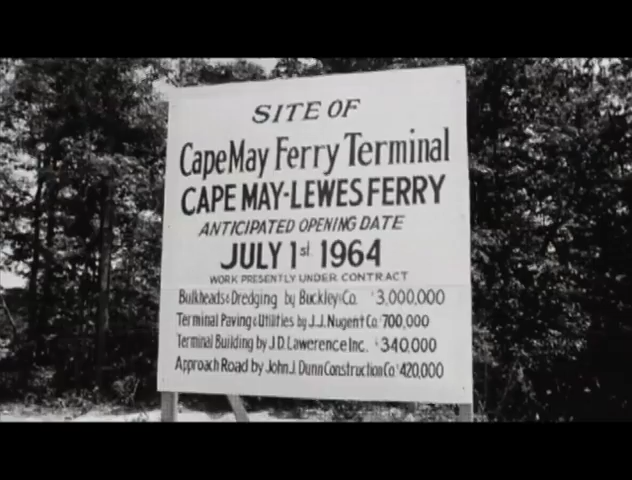 SITE OF
Cape May Ferry Terminal
CAPE MAY-LEWES FERRY
ANTICIPATED OPENING DATE
JULY 1st 1964
WORK PRESENTLY UNDER CONTRACT
Bulkheads & Dredging by Buckley & Co. $3,000,000
Terminal Paving & Utilities by J.J. Nugent Co. $700,000
Terminal Building by J.D. Lawerence Inc. $340,000
Approach Road by John J. Dunn Construction Co. $420,000